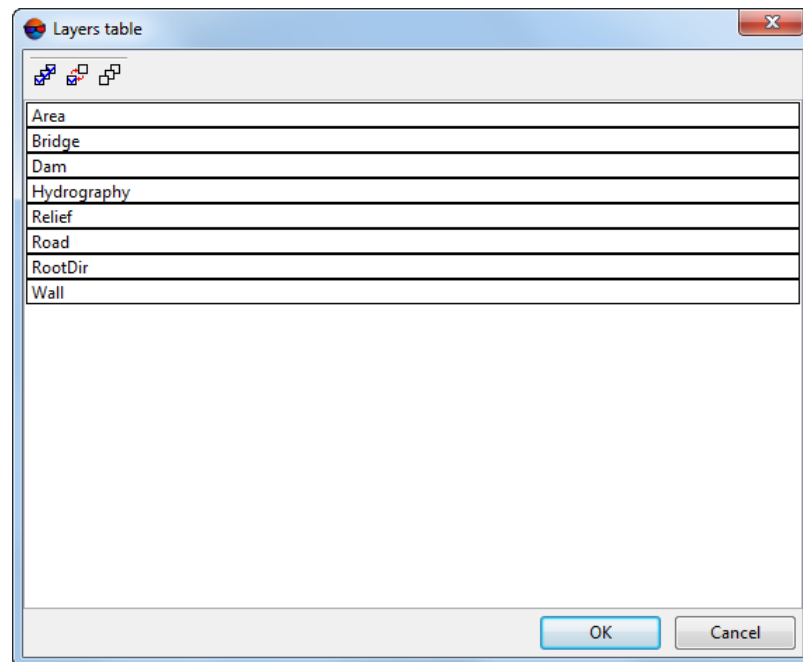 Layers table
Area
Bridge
Dam
Hydrography
Relief
Road
RootDir
Wall
OK Cancel